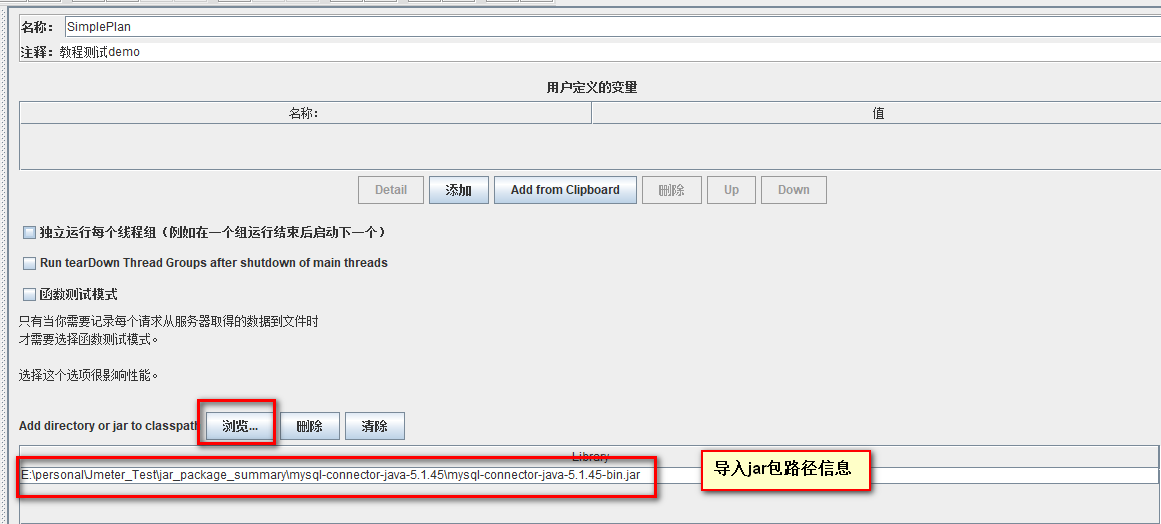 名称： SimplePlan
注释： 教程测试demo
用户定义的变量
名称： 值
Detail 添加 Add from Clipboard 删除 Up Down
独立运行每个线程组（例如在一个组运行结束后启动下一个）
Run tearDown Thread Groups after shutdown of main threads
函数测试模式
只有当你需要记录每个请求从服务器取得的数据到文件时
才需要选择函数测试模式。
选择这个选项很影响性能。
Add directory or jar to classpath 浏览... 删除 清除
Library
E:\personal\Jmeter_Test\jar_package_summary\mysql-connector-java-5.1.45\mysql-connector-java-5.1.45-bin.jar
导入jar包路径信息